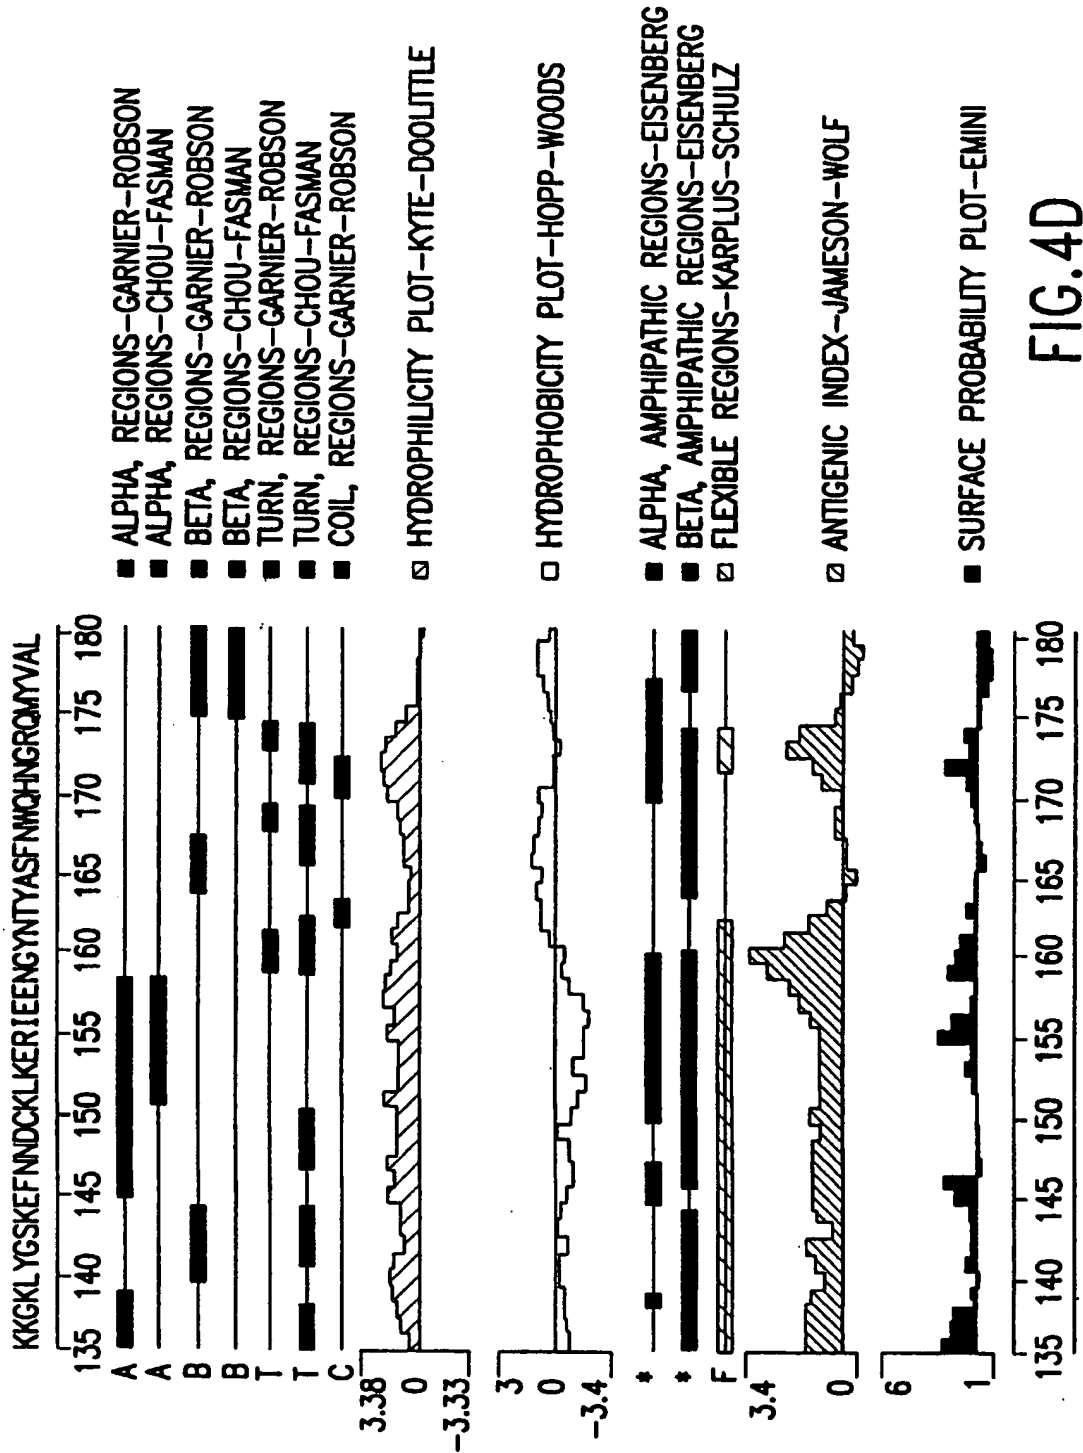 KKGKLYGSKEFNNDCKLKERIEENGYNTYASFNWQHNGRQMYVAL
135 140 145 150 155 160 165 170 175 180
A ALPHA, REGIONS-GARNIER-ROBSON
A ALPHA, REGIONS-CHOU-FASMAN
B BETA, REGIONS-GARNIER-ROBSON
B BETA, REGIONS-CHOU-FASMAN
T TURN, REGIONS-GARNIER-ROBSON
T TURN, REGIONS-CHOU-FASMAN
C COIL, REGIONS-GARNIER-ROBSON
3.38
0
-3.33
HYDROPHILICITY PLOT-KYTE-DOOLITTLE
3
0
-3.4
HYDROPHOBICITY PLOT-HOPP-WOODS
* ALPHA, AMPHIPATHIC REGIONS-EISENBERG
* BETA, AMPHIPATHIC REGIONS-EISENBERG
F FLEXIBLE REGIONS-KARPLUS-SCHULZ
3.4
0
ANTIGENIC INDEX-JAMESON-WOLF
6
1
SURFACE PROBABILITY PLOT-EMINI
135 140 145 150 155 160 165 170 175 180
FIG.4D